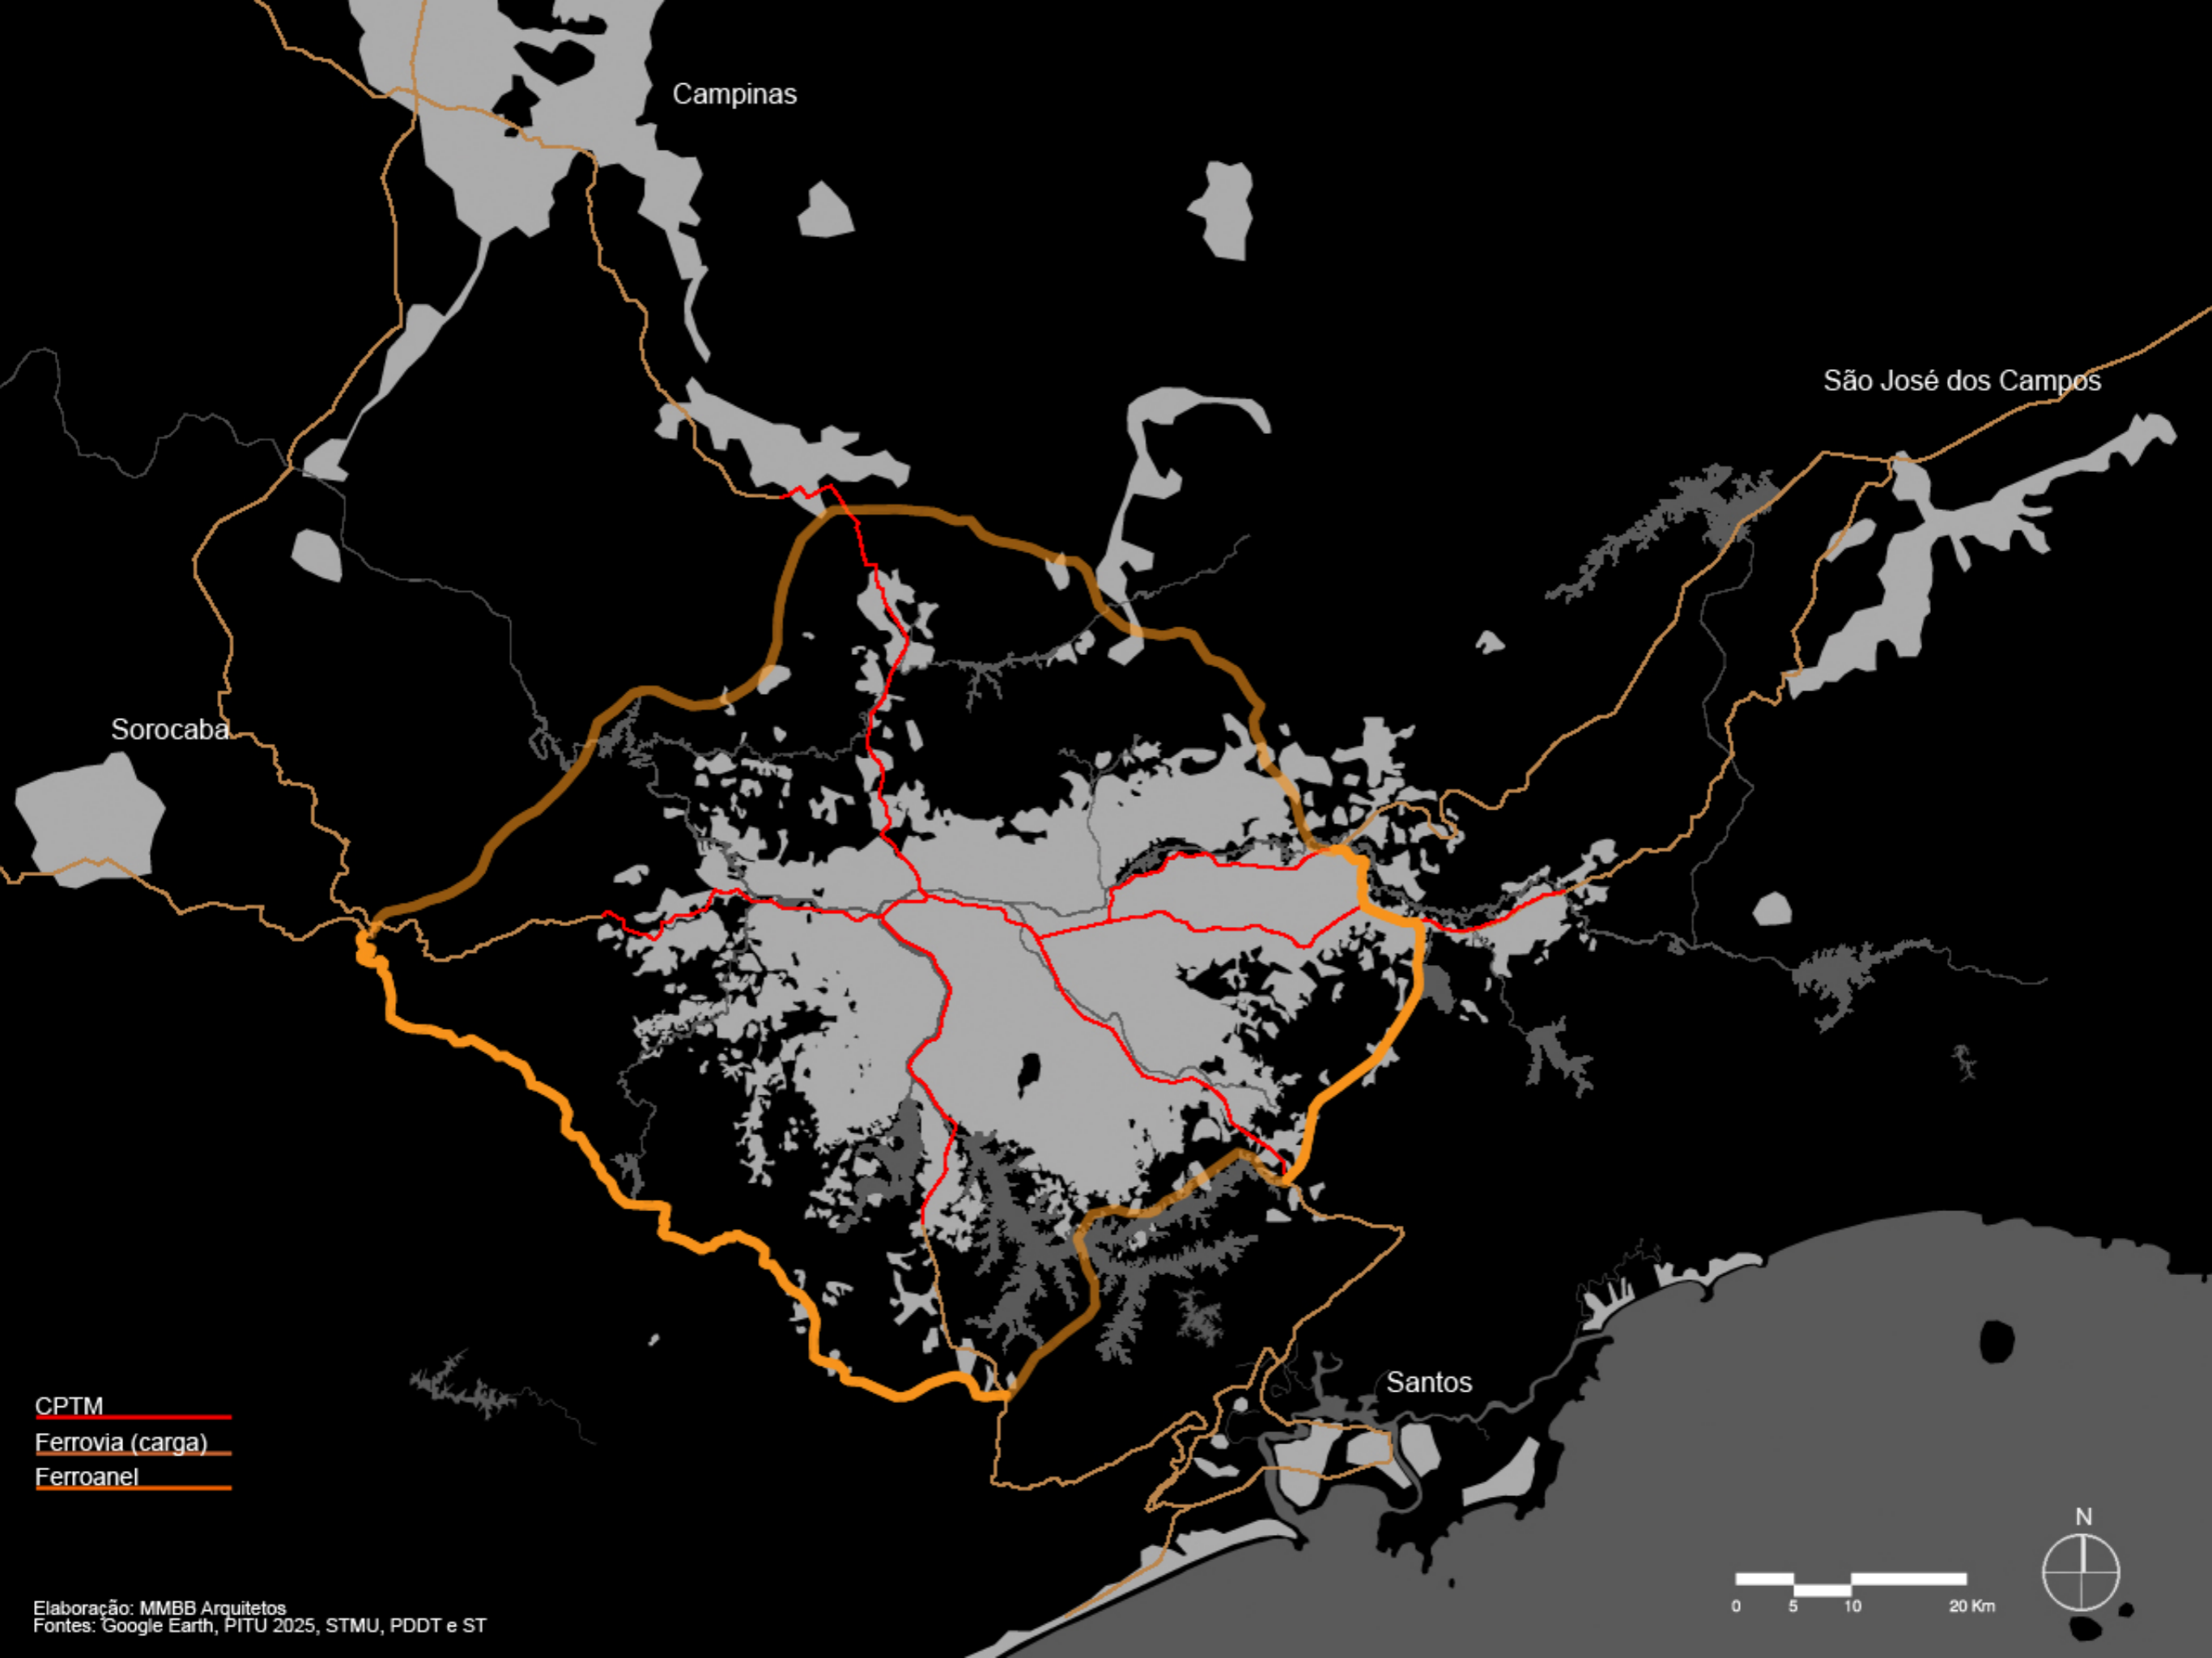 Campinas
São José dos Campos
Sorocaba
Santos
CPTM
Ferrovia (carga)
Ferroanel
N
0 5 10 20 Km
Elaboração: MMBB Arquitetos
Fontes: Google Earth, PITU 2025, STMU, PDDT e ST